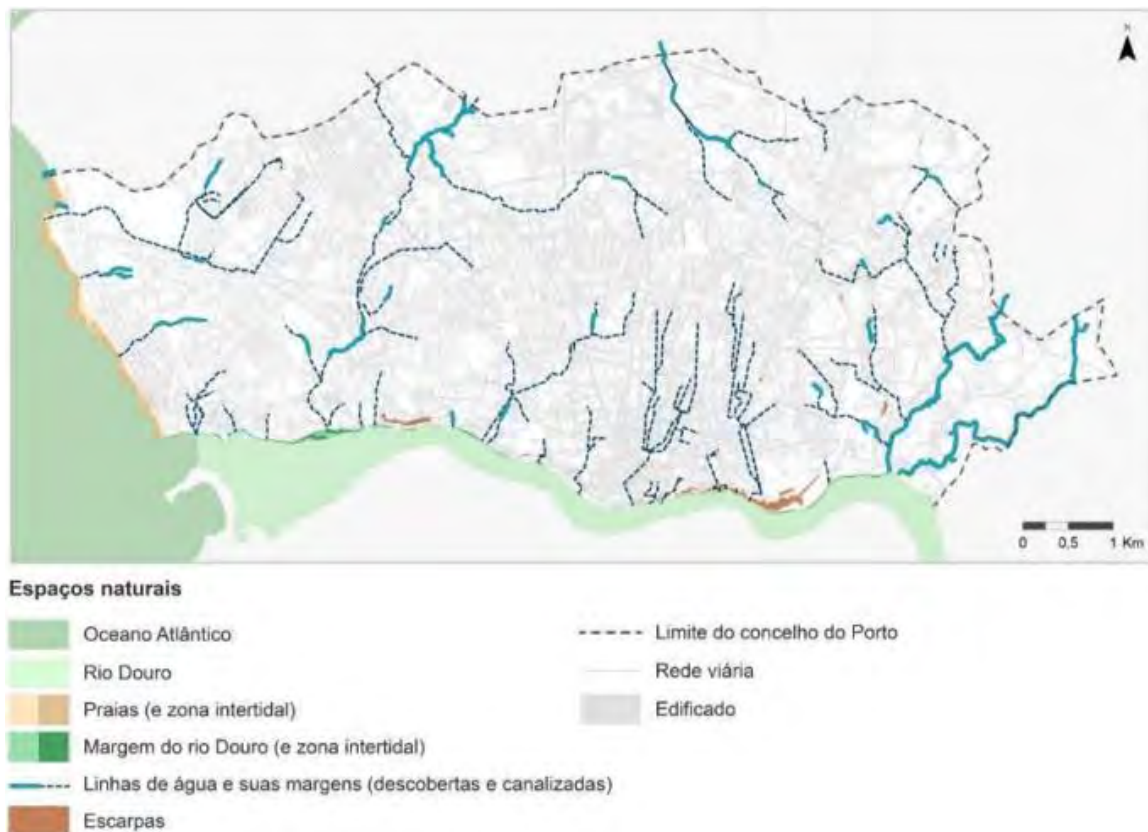 N
0 0,5 1 Km
Espaços naturais
Oceano Atlântico
Rio Douro
Praias (e zona intertidal)
Margem do rio Douro (e zona intertidal)
Linhas de água e suas margens (descobertas e canalizadas)
Escarpas
Limite do concelho do Porto
Rede viária
Edificado